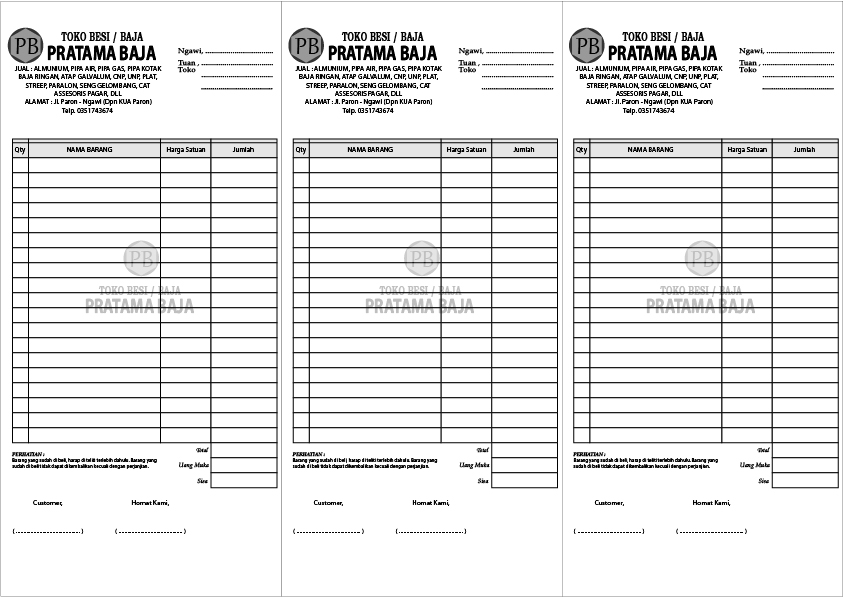 PB
TOKO BESI / BAJA
PRATAMA BAJA
JUAL : ALMUNIUM, PIPA AIR, PIPA GAS, PIPA KOTAK
BAJA RINGAN, ATAP GALVALUM, CNP, UNP, PLAT,
STREEP, PARALON, SENG GELOMBANG, CAT
ASSESORIS PAGAR, DLL
ALAMAT : Jl. Paron - Ngawi (Dpn KUA Paron)
Telp. 0351743674
Ngawi, ................................
Tuan , ................................
Toko ................................
................................
Qty NAMA BARANG Harga Satuan Jumlah
PB
TOKO BESI / BAJA
PRATAMA BAJA
PERHATIAN :
Barang yang sudah di beli, harap di teliti terlebih dahulu. Barang yang
sudah di beli tidak dapat di kembalikan kecuali dengan perjanjian.
Total
Uang Muka
Sisa
Customer, Homat Kami,
(................................) (................................)
PB
TOKO BESI / BAJA
PRATAMA BAJA
JUAL : ALMUNIUM, PIPA AIR, PIPA GAS, PIPA KOTAK
BAJA RINGAN, ATAP GALVALUM, CNP, UNP, PLAT,
STREEP, PARALON, SENG GELOMBANG, CAT
ASSESORIS PAGAR, DLL
ALAMAT : Jl. Paron - Ngawi (Dpn KUA Paron)
Telp. 0351743674
Ngawi, ................................
Tuan , ................................
Toko ................................
................................
Qty NAMA BARANG Harga Satuan Jumlah
PB
TOKO BESI / BAJA
PRATAMA BAJA
PERHATIAN :
Barang yang sudah di beli, harap di teliti terlebih dahulu. Barang yang
sudah di beli tidak dapat di kembalikan kecuali dengan perjanjian.
Total
Uang Muka
Sisa
Customer, Homat Kami,
(................................) (................................)
PB
TOKO BESI / BAJA
PRATAMA BAJA
JUAL : ALMUNIUM, PIPA AIR, PIPA GAS, PIPA KOTAK
BAJA RINGAN, ATAP GALVALUM, CNP, UNP, PLAT,
STREEP, PARALON, SENG GELOMBANG, CAT
ASSESORIS PAGAR, DLL
ALAMAT : Jl. Paron - Ngawi (Dpn KUA Paron)
Telp. 0351743674
Ngawi, ................................
Tuan , ................................
Toko ................................
................................
Qty NAMA BARANG Harga Satuan Jumlah
PB
TOKO BESI / BAJA
PRATAMA BAJA
PERHATIAN :
Barang yang sudah di beli, harap di teliti terlebih dahulu. Barang yang
sudah di beli tidak dapat di kembalikan kecuali dengan perjanjian.
Total
Uang Muka
Sisa
Customer, Homat Kami,
(................................) (................................)